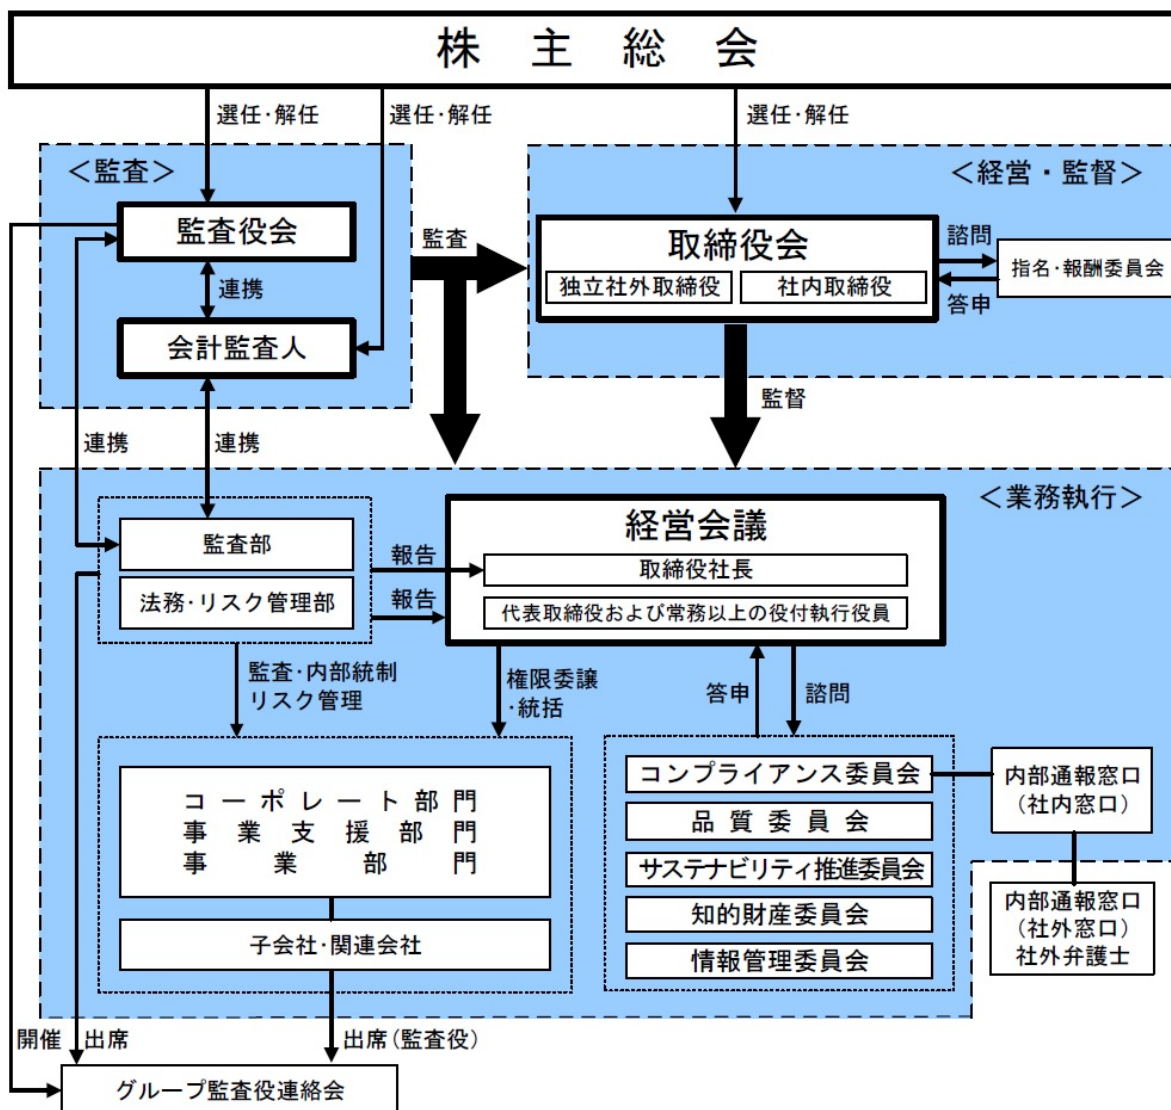 株主総会
選任・解任
選任・解任
選任・解任
＜監査＞
監査役会
連携
会計監査人
監査
＜経営・監督＞
取締役会
独立社外取締役
社内取締役
諮問
答申
指名・報酬委員会
監督
連携
連携
＜業務執行＞
監査部
法務・リスク管理部
報告
報告
経営会議
取締役社長
代表取締役および常務以上の役付執行役員
監査・内部統制
リスク管理
権限委譲
・統括
答申
諮問
コーポレート部門
事業支援部門
事業部門
子会社・関連会社
コンプライアンス委員会
品質委員会
サステナビリティ推進委員会
知的財産委員会
情報管理委員会
内部通報窓口
（社内窓口）
内部通報窓口
（社外窓口）
社外弁護士
開催
出席
出席（監査役）
グループ監査役連絡会